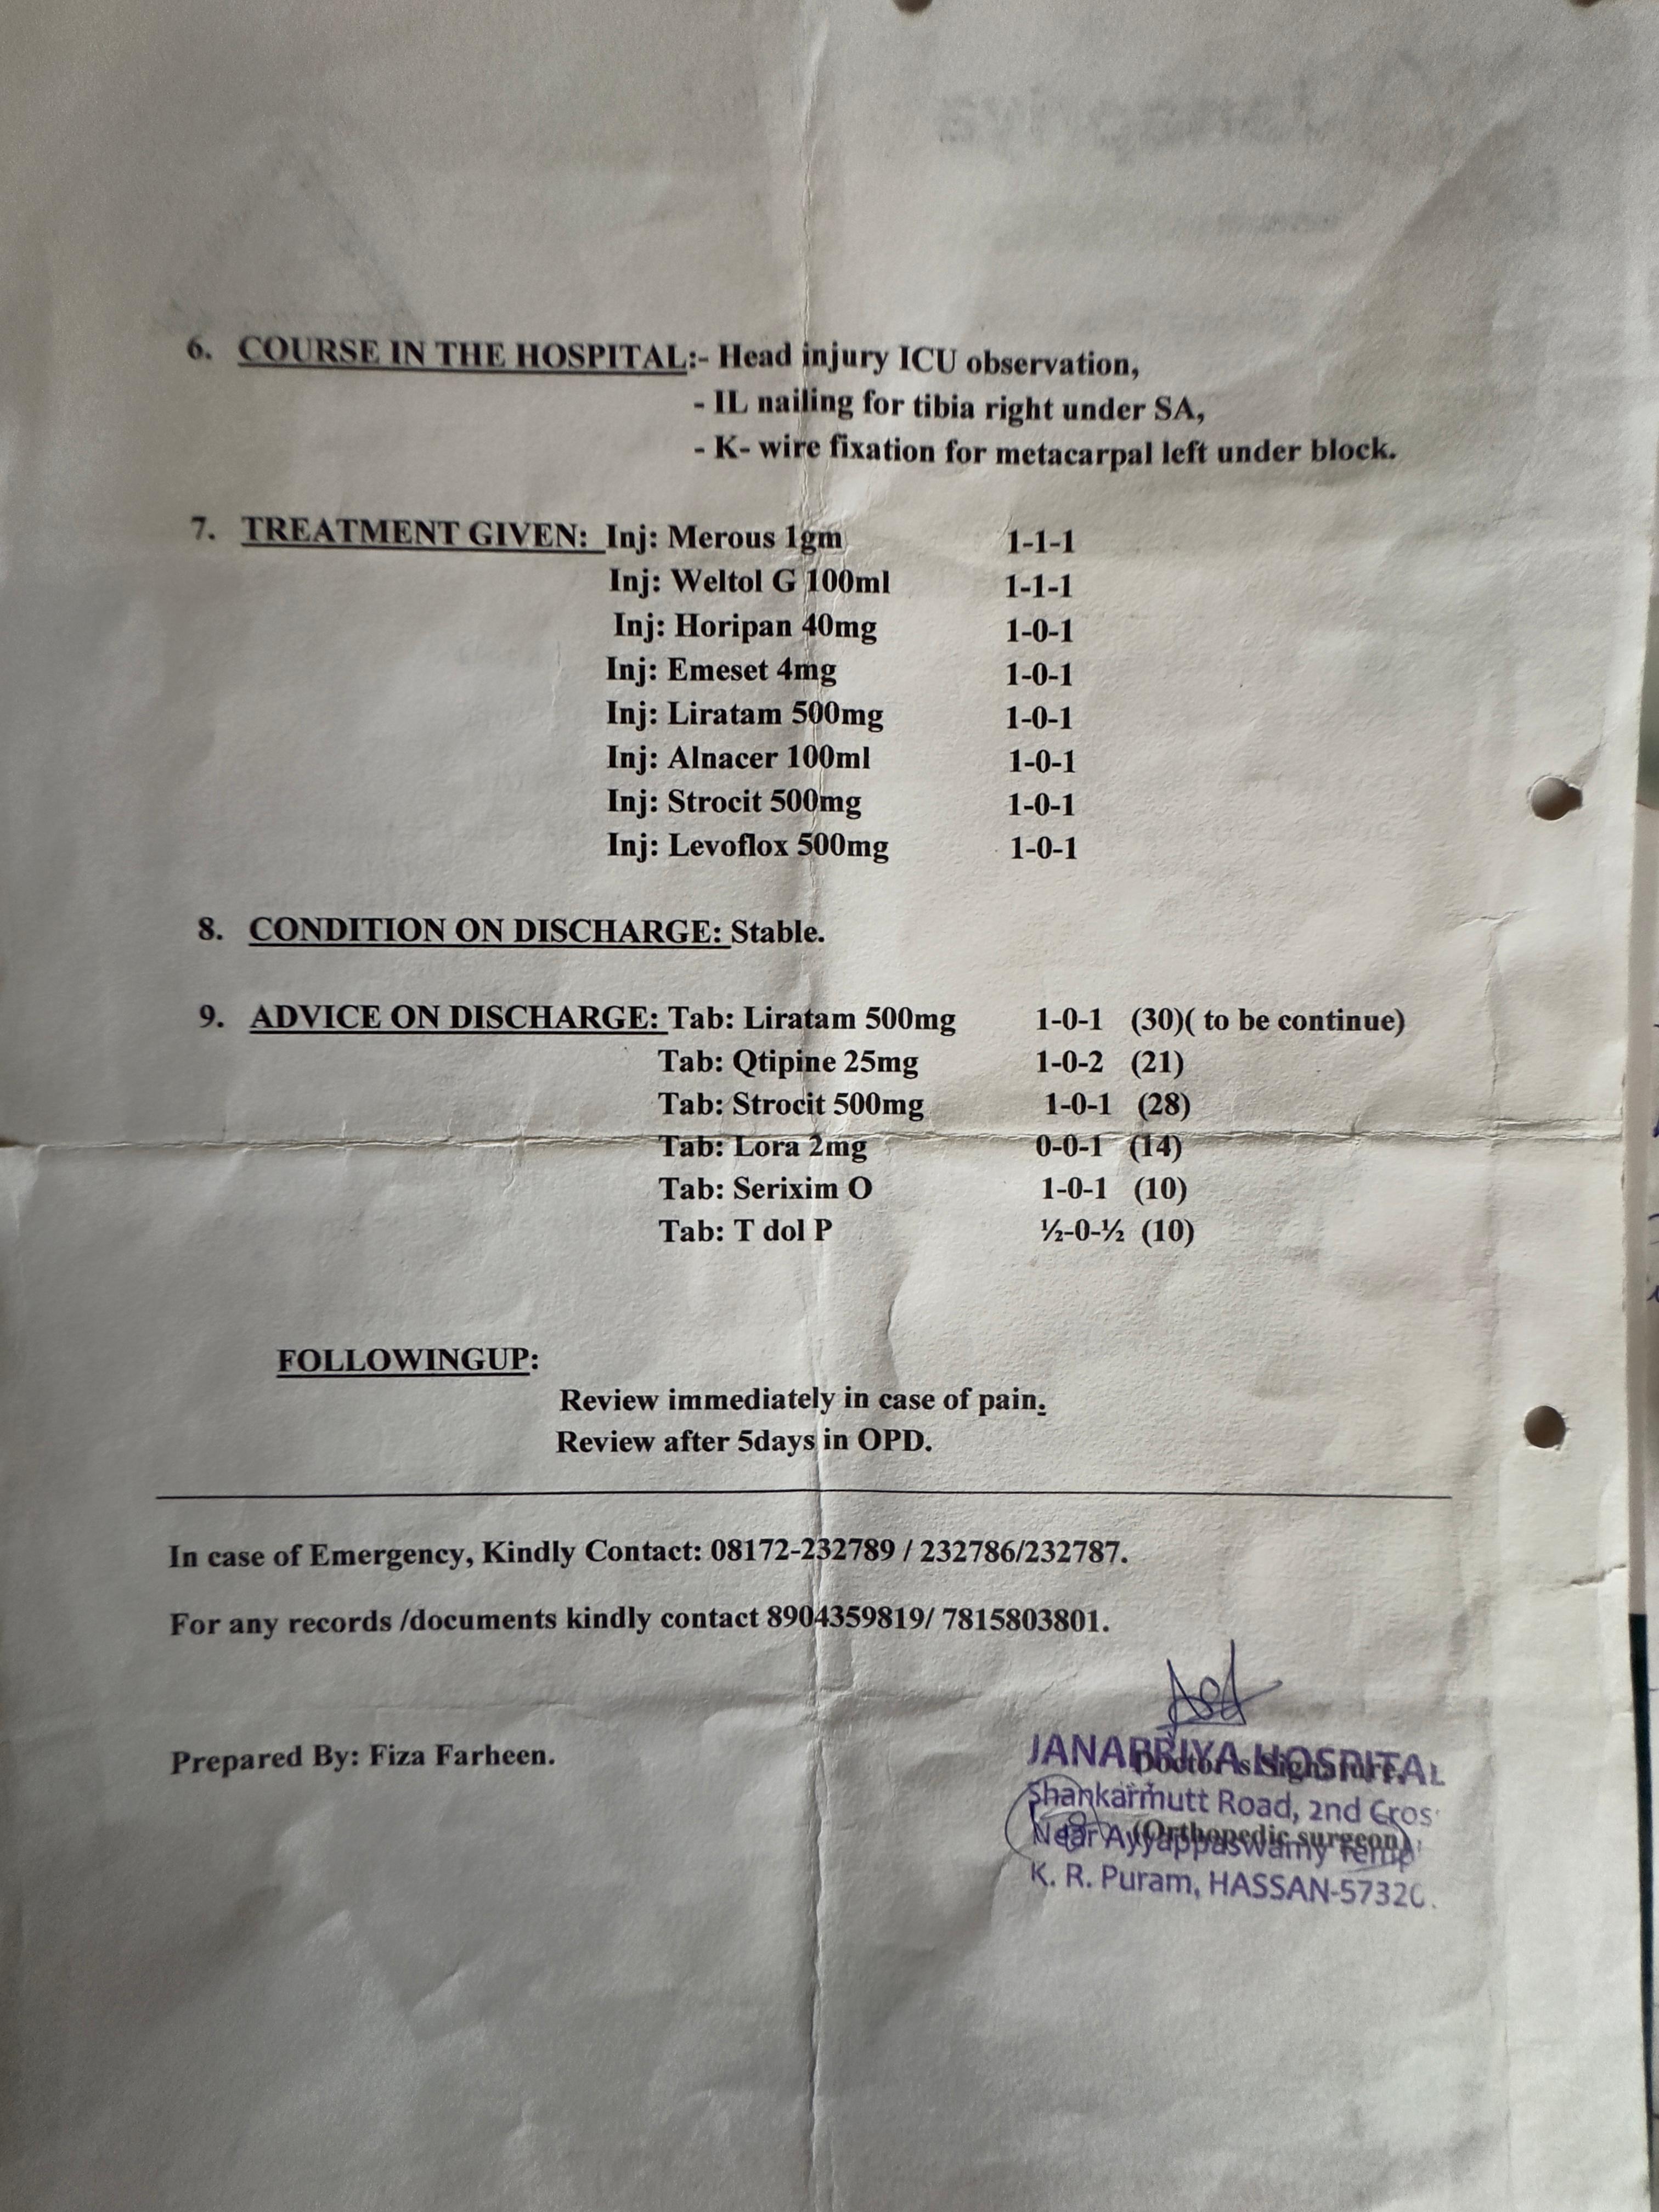 6. COURSE IN THE HOSPITAL:- Head injury ICU observation,
- IL nailing for tibia right under SA,
- K- wire fixation for metacarpal left under block.
7. TREATMENT GIVEN: Inj: Merous 1gm 1-1-1
Inj: Weltol G 100ml 1-1-1
Inj: Horipan 40mg 1-0-1
Inj: Emeset 4mg 1-0-1
Inj: Liratam 500mg 1-0-1
Inj: Alnacer 100ml 1-0-1
Inj: Strocit 500mg 1-0-1
Inj: Levoflox 500mg 1-0-1
8. CONDITION ON DISCHARGE: Stable.
9. ADVICE ON DISCHARGE: Tab: Liratam 500mg 1-0-1 (30)( to be continue)
Tab: Qtipine 25mg 1-0-2 (21)
Tab: Strocit 500mg 1-0-1 (28)
Tab: Lora 2mg 0-0-1 (14)
Tab: Serixim O 1-0-1 (10)
Tab: T dol P ½-0-½ (10)
FOLLOWINGUP:
Review immediately in case of pain.
Review after 5days in OPD.
In case of Emergency, Kindly Contact: 08172-232789 / 232786/232787.
For any records /documents kindly contact 8904359819/ 7815803801.
Prepared By: Fiza Farheen.
JANAPRIYA HOSPITAL
Doctor's Signature,
Shankarmutt Road, 2nd Cros
(Orthopedic surgeon)
Near Ayyappaswamy Temp
K. R. Puram, HASSAN-57320